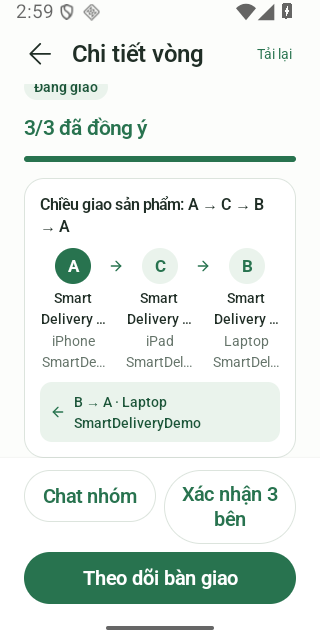 2:59
Chi tiết vòng
Tải lại
Đang giao
3/3 đã đồng ý
Chiều giao sản phẩm: A → C → B
→ A
A → C → B
Smart Smart Smart
Delivery ... Delivery ... Delivery ...
iPhone iPad Laptop
SmartDe... SmartDel... SmartDel...
← B → A · Laptop
SmartDeliveryDemo
Chat nhóm
Xác nhận 3
bên
Theo dõi bàn giao